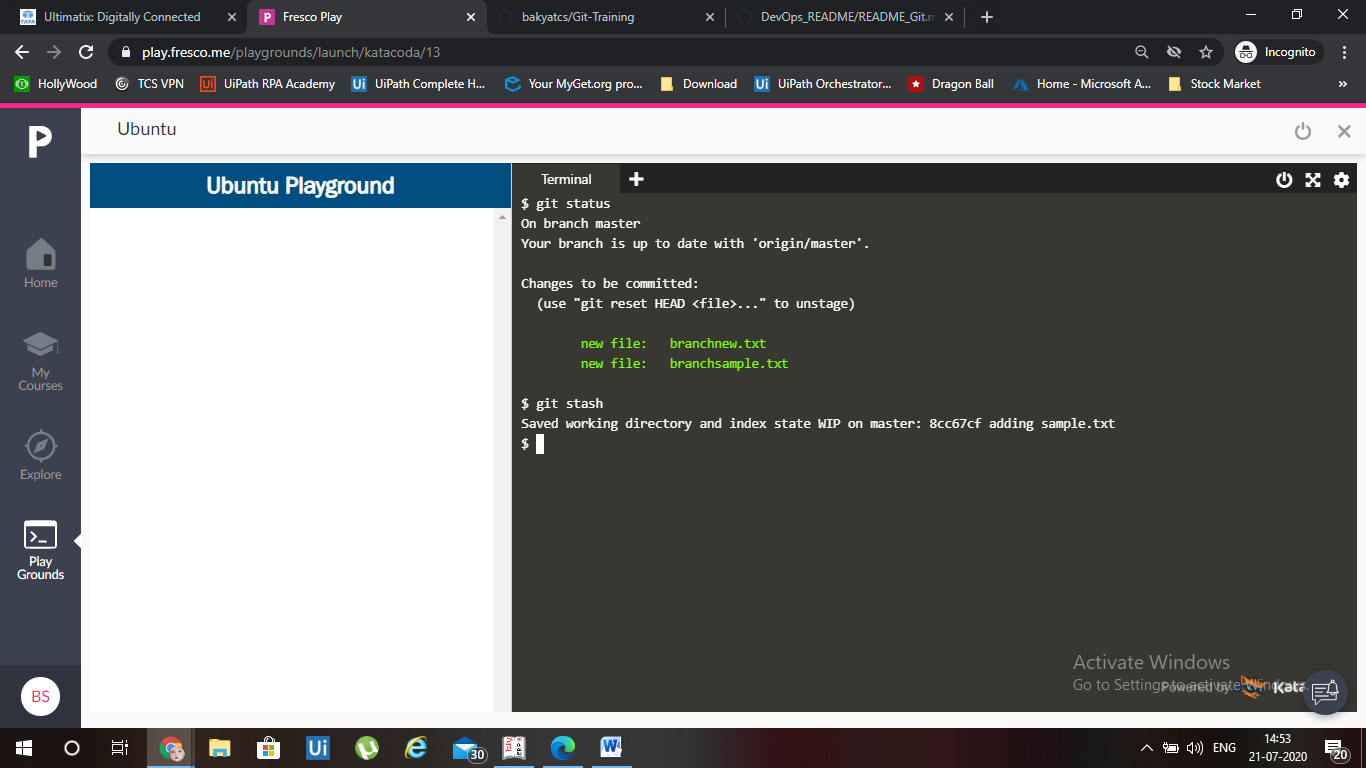 Ultimatix: Digitally Connected
Fresco Play
bakyatcs/Git-Training
DevOps_README/README_Git.m
play.fresco.me/playgrounds/launch/katacoda/13
Incognito
HollyWood
TCS VPN
UiPath RPA Academy
UiPath Complete H...
Your MyGet.org pro...
Download
UiPath Orchestrator...
Dragon Ball
Home - Microsoft A...
Stock Market
»
P
Ubuntu
Ubuntu Playground
Terminal
$ git status
On branch master
Your branch is up to date with 'origin/master'.
Changes to be committed:
(use "git reset HEAD <file>..." to unstage)
new file: branchnew.txt
new file: branchsample.txt
$ git stash
Saved working directory and index state WIP on master: 8cc67cf adding sample.txt
$
Home
My
Courses
Explore
Play
Grounds
BS
Activate Windows
Go to Settings to activate Windows.
Powered by
Kata
30
ENG
14:53
21-07-2020
20